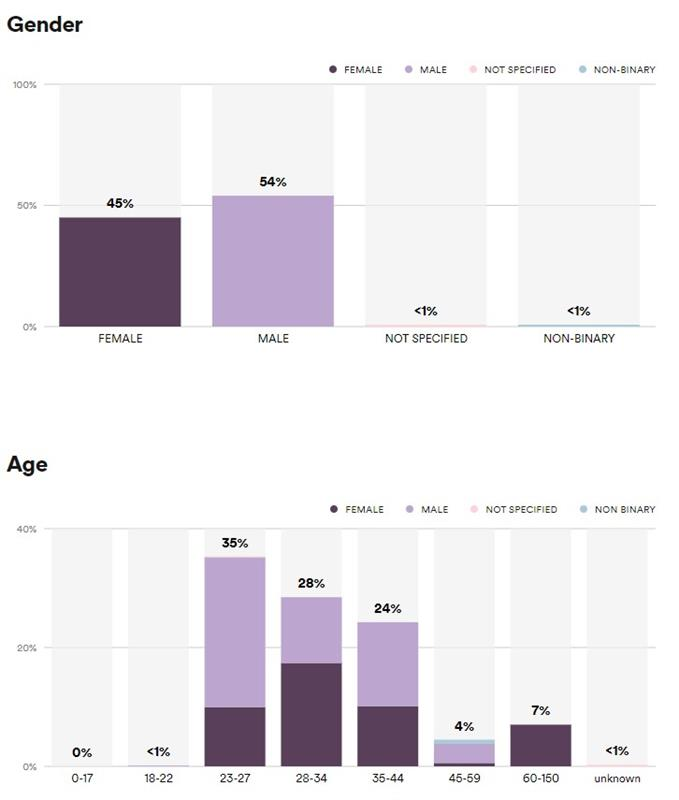 Gender
FEMALE MALE NOT SPECIFIED NON-BINARY
100%
54%
45%
50%
<1% <1%
0%
FEMALE MALE NOT SPECIFIED NON-BINARY
Age
FEMALE MALE NOT SPECIFIED NON BINARY
40%
35%
28%
24%
20%
4%
7%
0% <1% <1%
0%
0-17 18-22 23-27 28-34 35-44 45-59 60-150 unknown